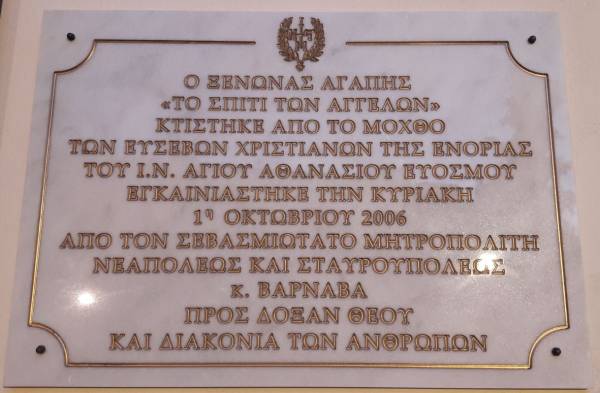 Ο ΞΕΝΩΝΑΣ ΑΓΑΠΗΣ
«ΤΟ ΣΠΙΤΙ ΤΩΝ ΑΓΓΕΛΩΝ»
ΚΤΙΣΤΗΚΕ ΑΠΟ ΤΟ ΜΟΧΘΟ
ΤΩΝ ΕΥΣΕΒΩΝ ΧΡΙΣΤΙΑΝΩΝ ΤΗΣ ΕΝΟΡΙΑΣ
ΤΟΥ Ι.Ν. ΑΓΙΟΥ ΑΘΑΝΑΣΙΟΥ ΕΥΟΣΜΟΥ
ΕΓΚΑΙΝΙΑΣΤΗΚΕ ΤΗΝ ΚΥΡΙΑΚΗ
1η ΟΚΤΩΒΡΙΟΥ 2006
ΑΠΟ ΤΟΝ ΣΕΒΑΣΜΙΩΤΑΤΟ ΜΗΤΡΟΠΟΛΙΤΗ
ΝΕΑΠΟΛΕΩΣ ΚΑΙ ΣΤΑΥΡΟΥΠΟΛΕΩΣ
κ. ΒΑΡΝΑΒΑ
ΠΡΟΣ ΔΟΞΑΝ ΘΕΟΥ
ΚΑΙ ΔΙΑΚΟΝΙΑ ΤΩΝ ΑΝΘΡΩΠΩΝ